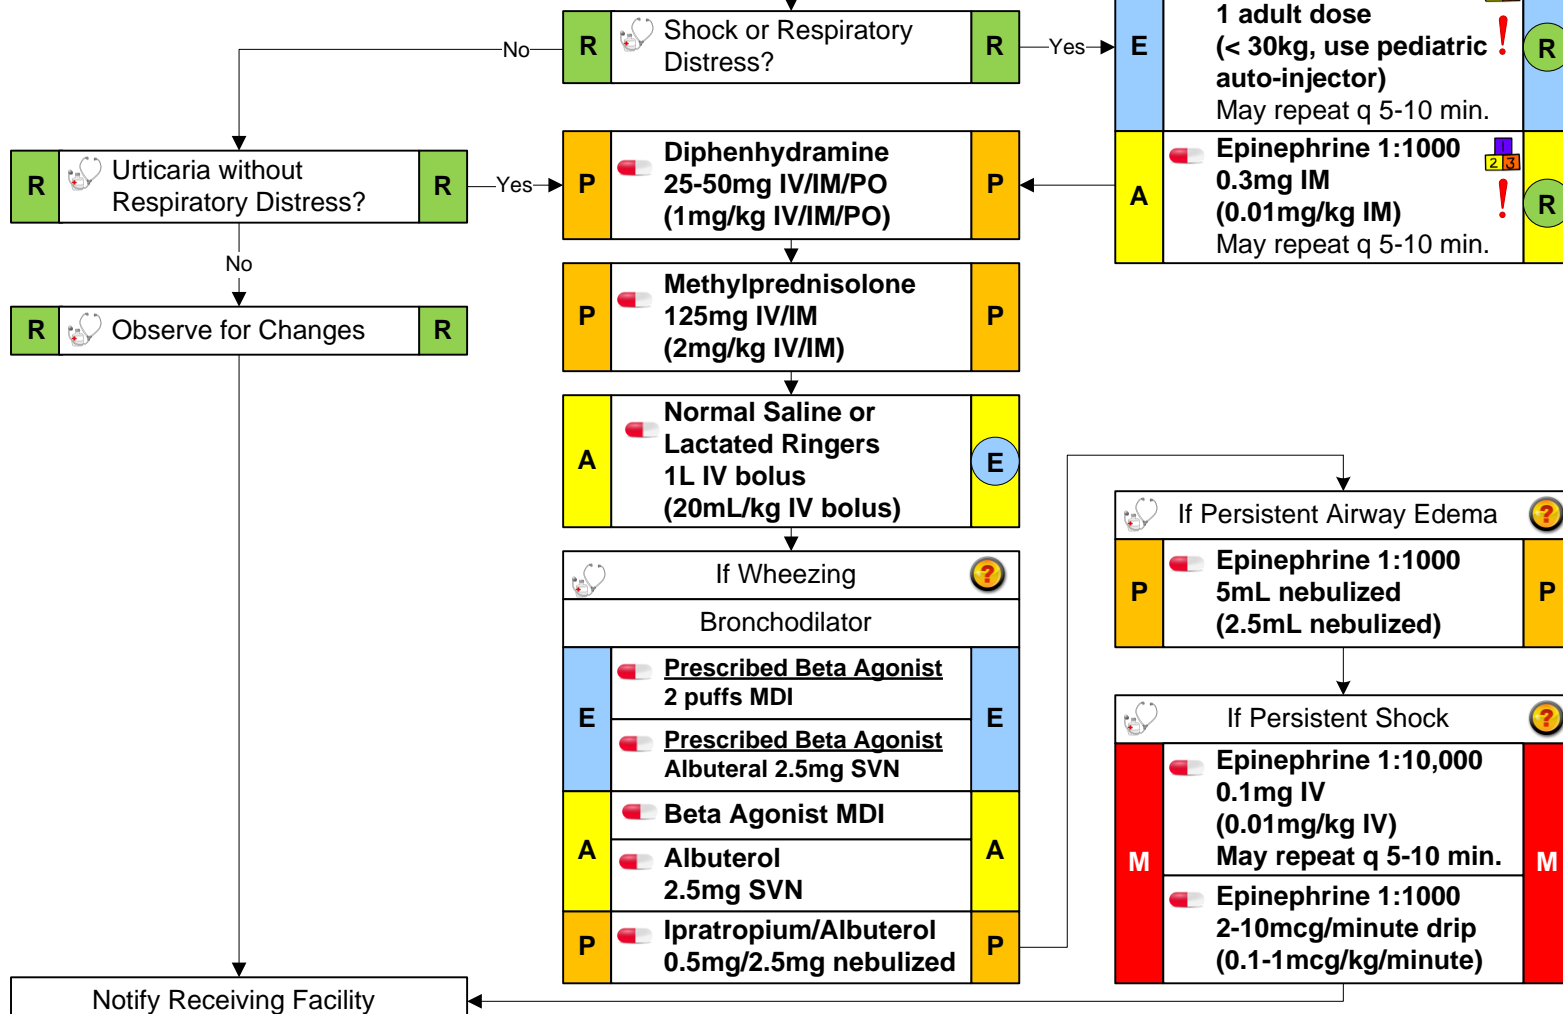 No
R
Shock or Respiratory
Distress?
R
Yes
E
1 adult dose
(< 30kg, use pediatric
auto-injector)
May repeat q 5-10 min.
!
R
A
Epinephrine 1:1000
0.3mg IM
(0.01mg/kg IM)
May repeat q 5-10 min.
1
2 3
!
R
R
Urticaria without
Respiratory Distress?
R
Yes
P
Diphenhydramine
25-50mg IV/IM/PO
(1mg/kg IV/IM/PO)
P
No
R
Observe for Changes
R
P
Methylprednisolone
125mg IV/IM
(2mg/kg IV/IM)
P
A
Normal Saline or
Lactated Ringers
1L IV bolus
(20mL/kg IV bolus)
E
If Wheezing
?
Bronchodilator
E
Prescribed Beta Agonist
2 puffs MDI
Prescribed Beta Agonist
Albuteral 2.5mg SVN
E
A
Beta Agonist MDI
Albuterol
2.5mg SVN
A
P
Ipratropium/Albuterol
0.5mg/2.5mg nebulized
P
If Persistent Airway Edema
?
P
Epinephrine 1:1000
5mL nebulized
(2.5mL nebulized)
P
If Persistent Shock
?
M
Epinephrine 1:10,000
0.1mg IV
(0.01mg/kg IV)
May repeat q 5-10 min.
Epinephrine 1:1000
2-10mcg/minute drip
(0.1-1mcg/kg/minute)
M
Notify Receiving Facility